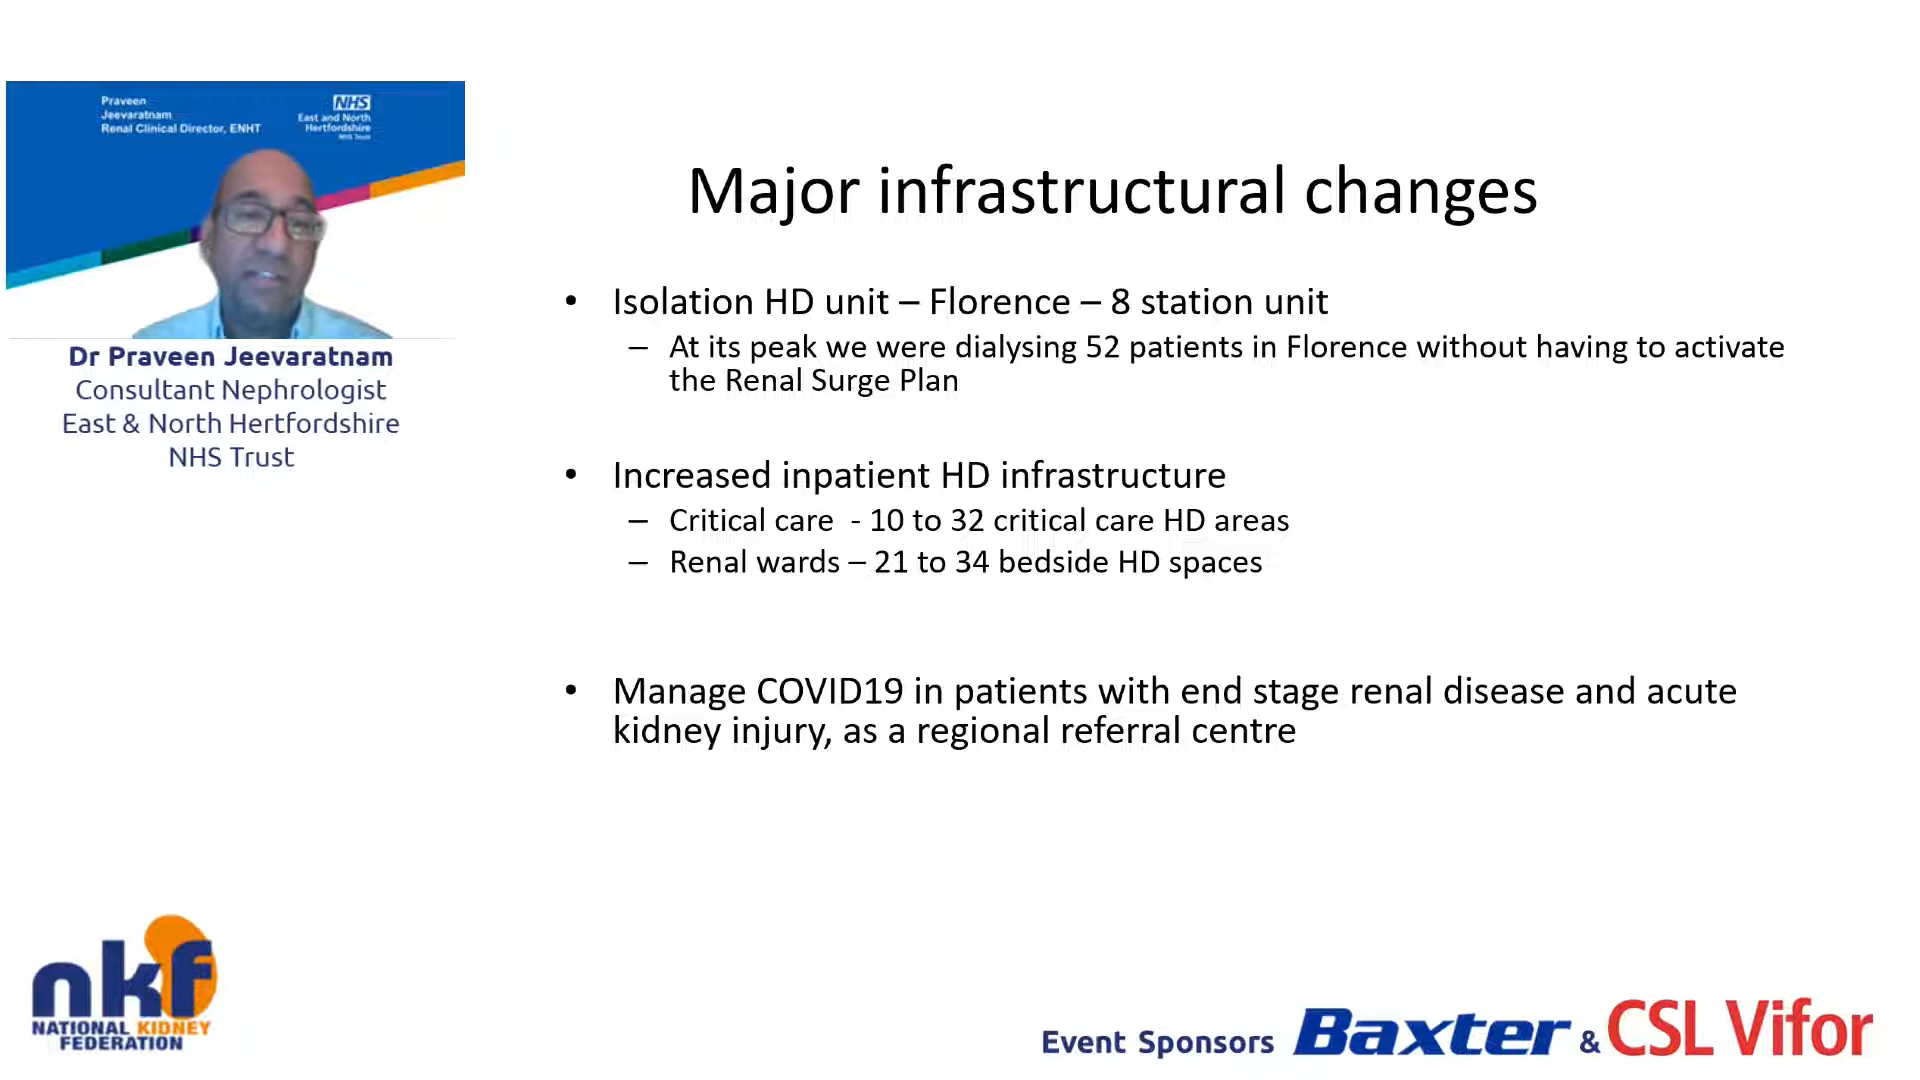 Praveen
Jeevaratnam
Renal Clinical Director, ENHT
NHS
East and North
Hertfordshire
NHS Trust
Dr Praveen Jeevaratnam
Consultant Nephrologist
East & North Hertfordshire
NHS Trust
Major infrastructural changes
• Isolation HD unit – Florence – 8 station unit
– At its peak we were dialysing 52 patients in Florence without having to activate
the Renal Surge Plan
• Increased inpatient HD infrastructure
– Critical care - 10 to 32 critical care HD areas
– Renal wards – 21 to 34 bedside HD spaces
• Manage COVID19 in patients with end stage renal disease and acute
kidney injury, as a regional referral centre
nkf
NATIONAL KIDNEY
FEDERATION
Event Sponsors Baxter & CSL Vifor